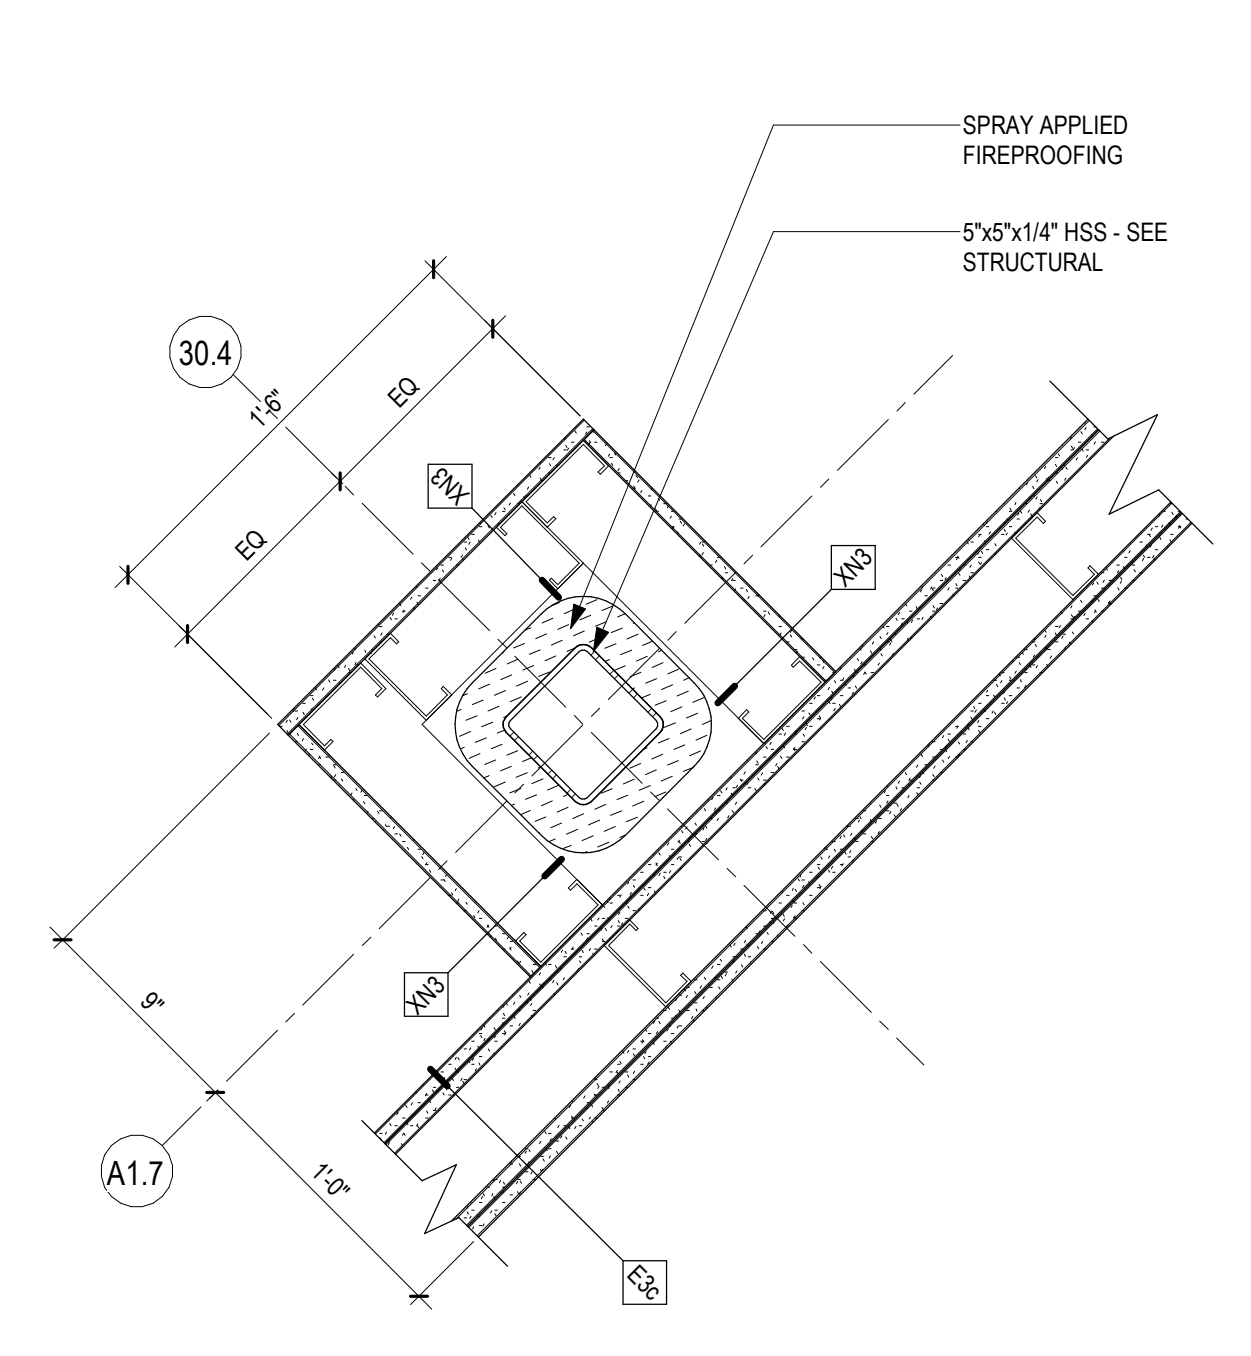 SPRAY APPLIED
FIREPROOFING
5"x5"x1/4" HSS - SEE
STRUCTURAL
30.4
1'-6"
EQ
EQ
XN3
XN3
XN3
9"
A1.7
1'-0"
E3c